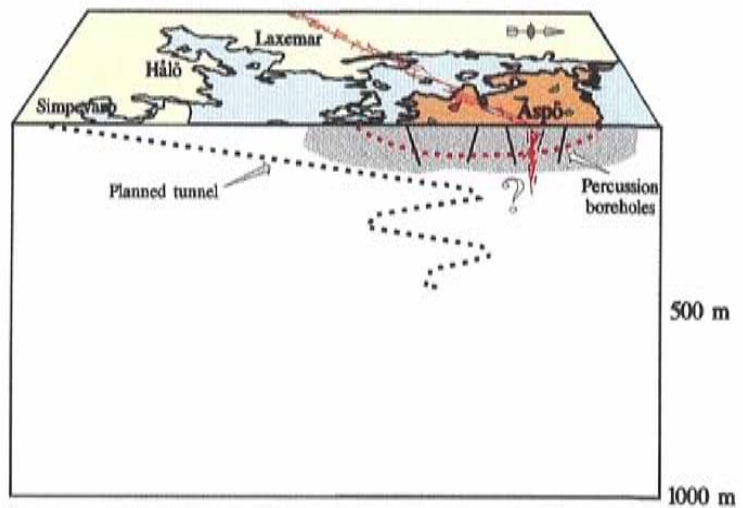 Laxemar
Hålö
Simpevarp
Äspö
Planned tunnel
?
Percussion
boreholes
500 m
1000 m